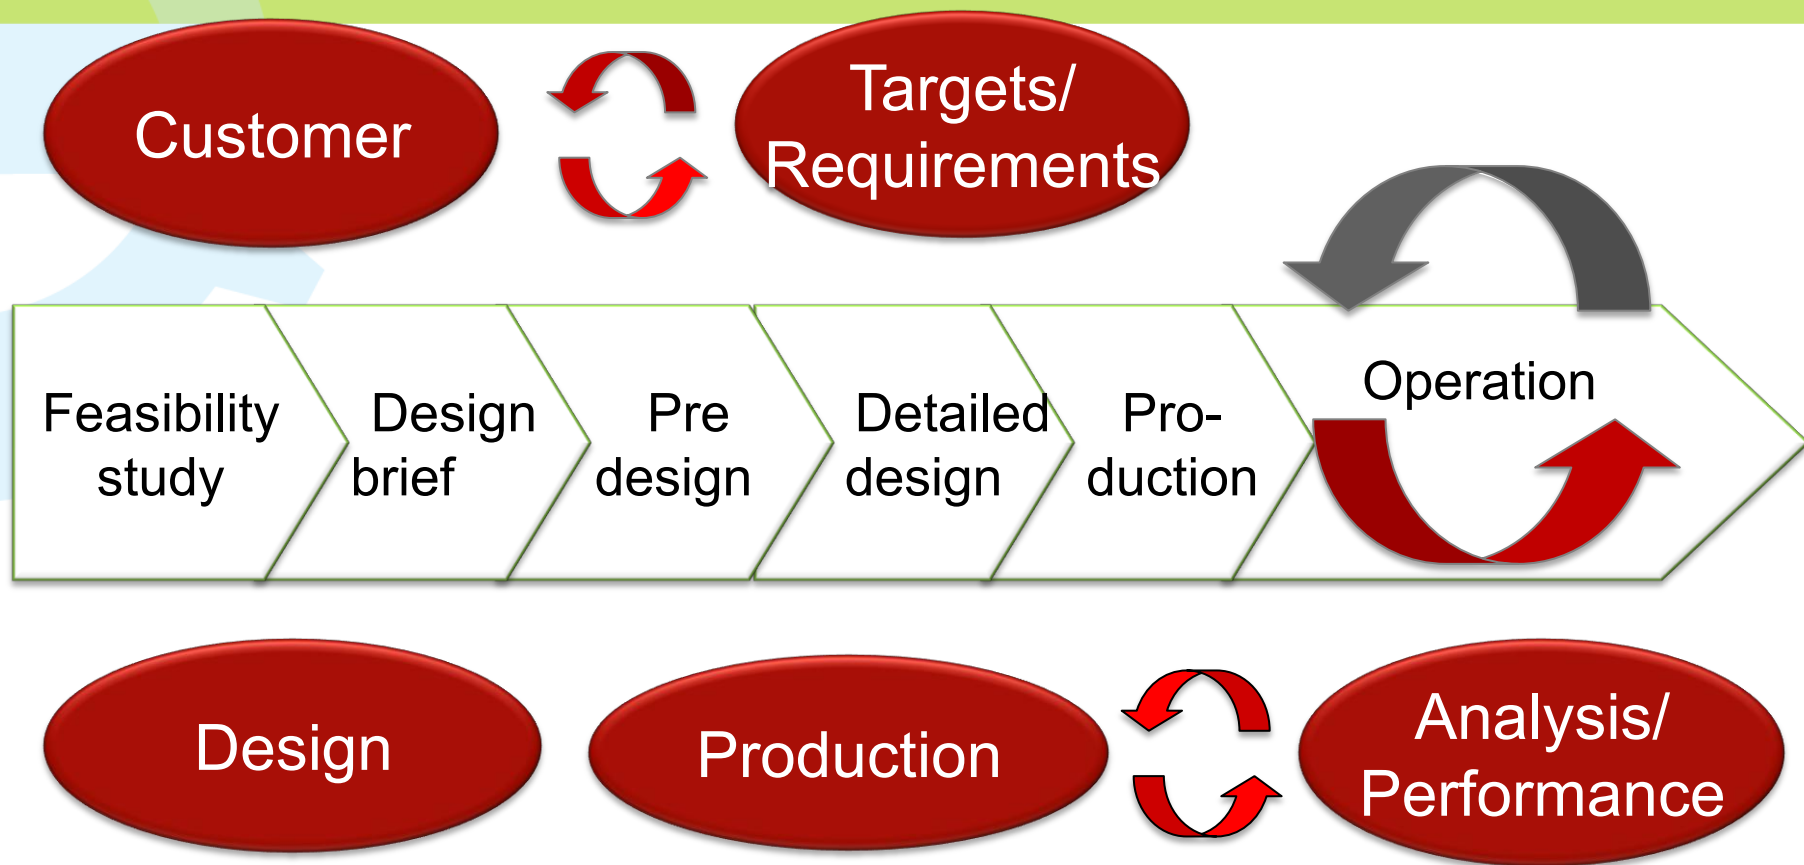 Customer
Targets/
Requirements
Feasibility
study
Design
brief
Pre
design
Detailed
design
Pro-
duction
Operation
Design
Production
Analysis/
Performance